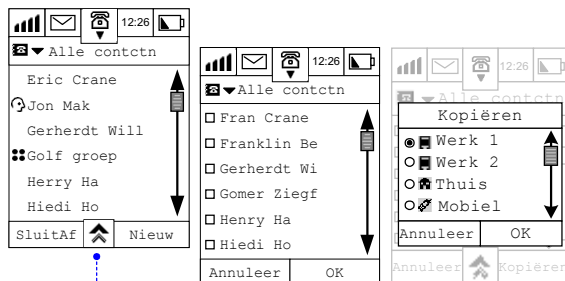 12:26
Alle contctn
Eric Crane
Jon Mak
Gerherdt Will
Golf groep
Herry Ha
Hiedi Ho
SluitAf Nieuw
12:26
Alle contctn
Fran Crane
Franklin Be
Gerherdt Wi
Gomer Ziegf
Henry Ha
Hiedi Ho
Annuleer OK
12:26
Alle contctn
Kopiëren
Werk 1
Werk 2
Thuis
Mobiel
Annuleer OK
Annuleer Kopiëren